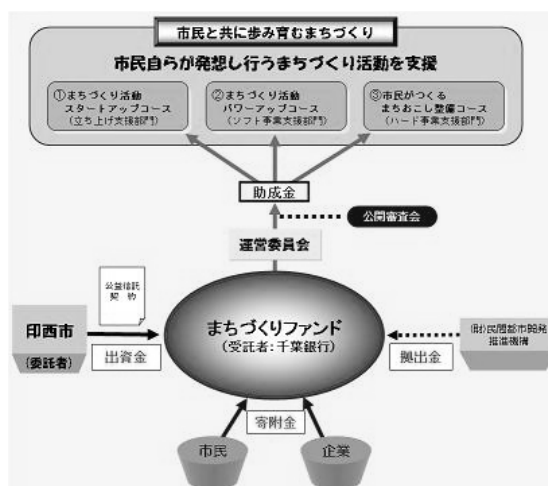 市民と共に歩み育むまちづくり
市民自らが発想し行うまちづくり活動を支援
①まちづくり活動
スタートアップコース
(立ち上げ支援部門)
②まちづくり活動
パワーアップコース
(ソフト事業支援部門)
③市民がつくる
まちおこし整備コース
(ハード事業支援部門)
助成金
公開審査会
運営委員会
公益信託
契約
印西市
(委託者)
出資金
まちづくりファンド
(受託者:千葉銀行)
(財)民間都市開発
推進機構
拠出金
寄附金
市民
企業